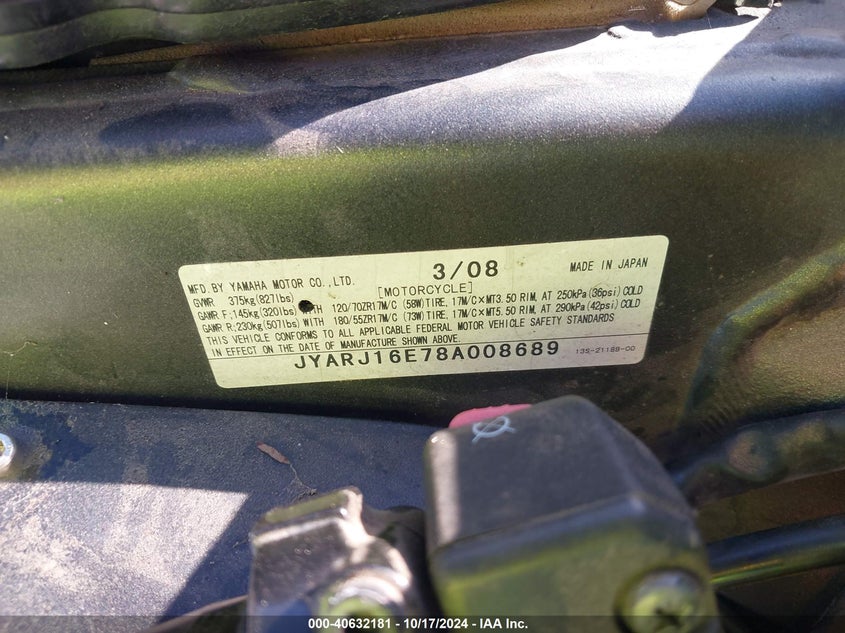 3/08
MFD.BY YAMAHA MOTOR CO.,LTD. MADE IN JAPAN
GVWR 375kg(827lbs) [MOTORCYCLE]
GAWR F;145kg(320lbs) WITH 120/70ZR17M/C (58W)TIRE, 17M/C×MT3.50 RIM, AT 250kPa(36psi)COLD
GAWR R;230kg(507lbs) WITH 180/55ZR17M/C (73W)TIRE, 17M/C×MT5.50 RIM, AT 290kPa(42psi)COLD
THIS VEHICLE CONFORMS TO ALL APPLICABLE FEDERAL MOTOR VEHICLE SAFETY STANDARDS
IN EFFECT ON THE DATE OF MANUFACTURE SHOWN ABOVE.
JYARJ16E78A008689 13S-21189-00
000-40632181 - 10/17/2024 - IAA Inc.